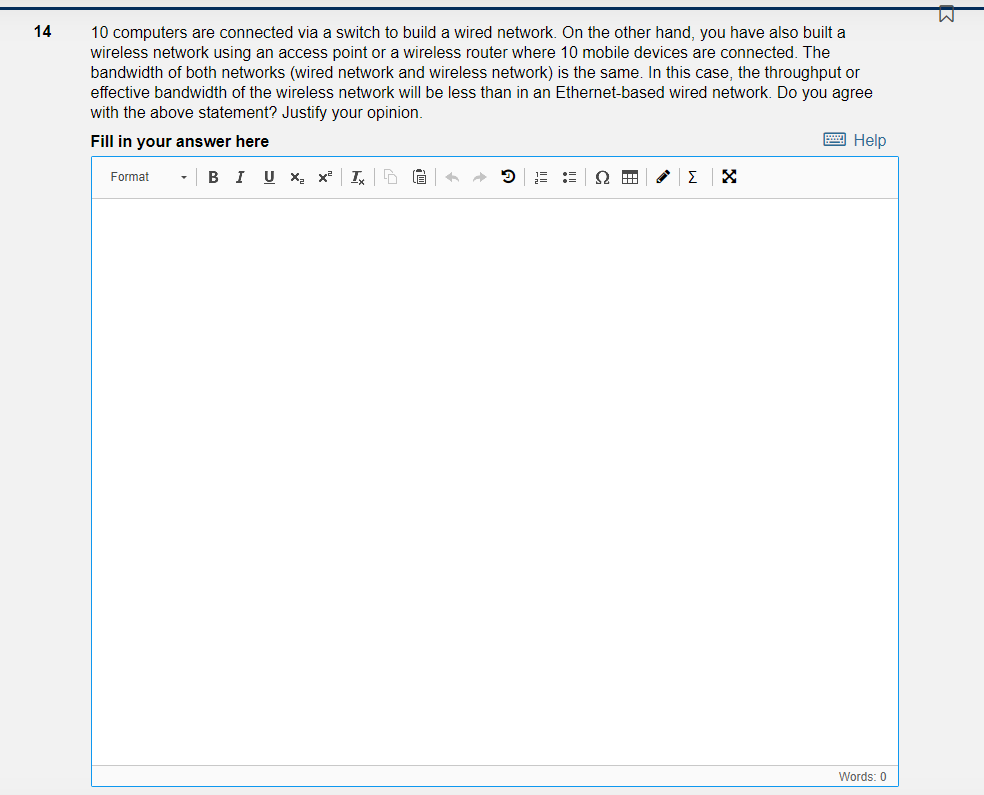 14
10 computers are connected via a switch to build a wired network. On the other hand, you have also built a
wireless network using an access point or a wireless router where 10 mobile devices are connected. The
bandwidth of both networks (wired network and wireless network) is the same. In this case, the throughput or
effective bandwidth of the wireless network will be less than in an Ethernet-based wired network. Do you agree
with the above statement? Justify your opinion.
Fill in your answer here
Help
Format B I U x₂ x² Iₓ Ω Σ
Words: 0